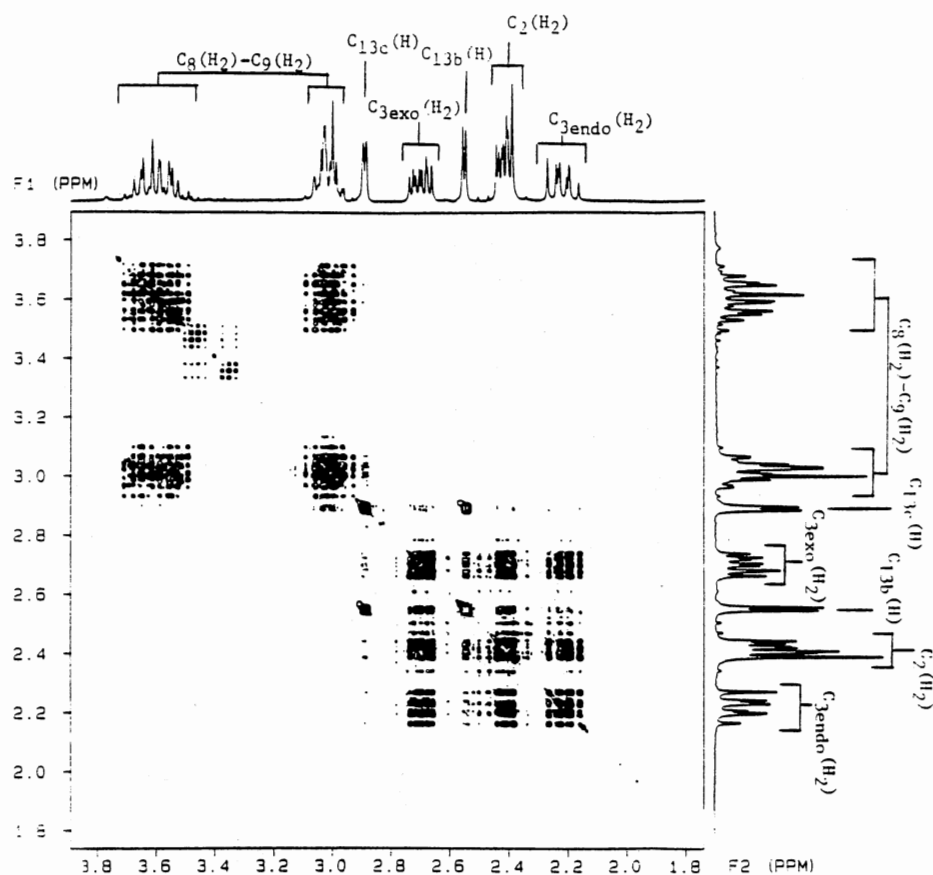 C2(H2)
C13c(H)
C13b(H)
C8(H2)-C9(H2)
C3exo(H2)
C3endo(H2)
F1 (PPM)
3.8
3.6
3.4
3.2
3.0
2.8
2.6
2.4
2.2
2.0
1.8
C8(H2)-C9(H2)
C13c(H)
C3exo(H2)
C13b(H)
C2(H2)
C3endo(H2)
3.8 3.6 3.4 3.2 3.0 2.8 2.6 2.4 2.2 2.0 1.8 F2 (PPM)